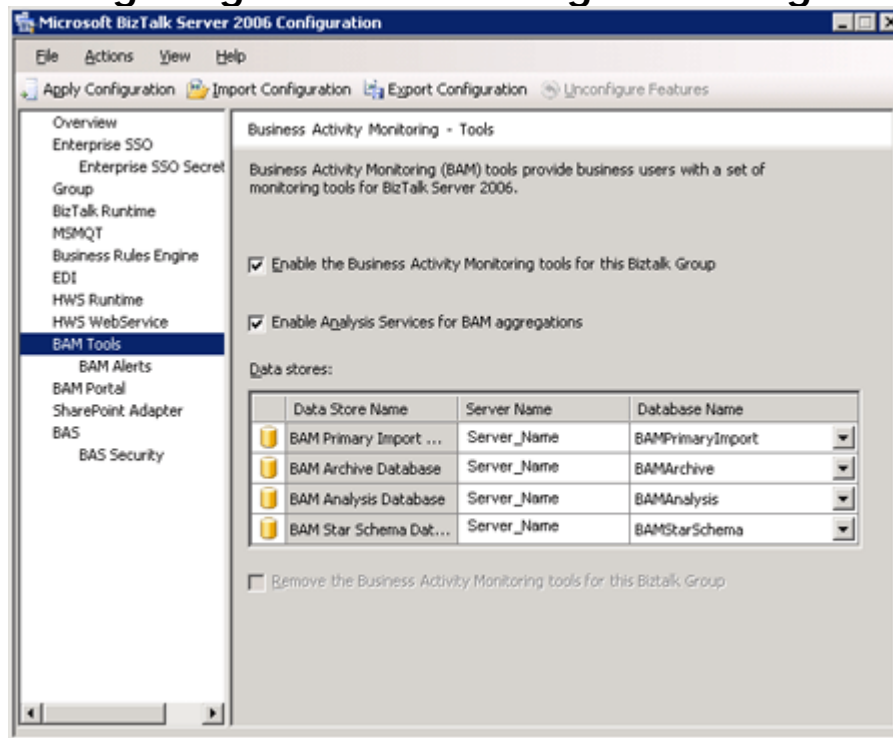 Microsoft BizTalk Server 2006 Configuration
File Actions View Help
Apply Configuration Import Configuration Export Configuration Unconfigure Features
Overview
Enterprise SSO
Enterprise SSO Secret
Group
BizTalk Runtime
MSMQT
Business Rules Engine
EDI
HWS Runtime
HWS WebService
BAM Tools
BAM Alerts
BAM Portal
SharePoint Adapter
BAS
BAS Security
Business Activity Monitoring - Tools
Business Activity Monitoring (BAM) tools provide business users with a set of
monitoring tools for BizTalk Server 2006.
Enable the Business Activity Monitoring tools for this Biztalk Group
Enable Analysis Services for BAM aggregations
Data stores:
Data Store Name Server Name Database Name
BAM Primary Import ... Server_Name BAMPrimaryImport
BAM Archive Database Server_Name BAMArchive
BAM Analysis Database Server_Name BAMAnalysis
BAM Star Schema Dat... Server_Name BAMStarSchema
Remove the Business Activity Monitoring tools for this Biztalk Group